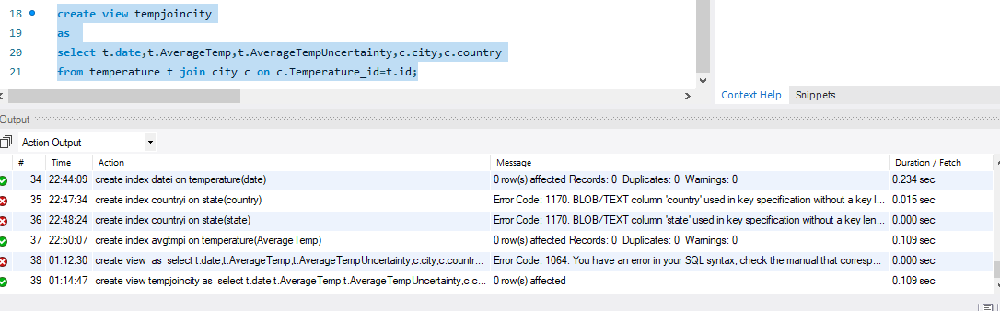 18 create view tempjoincity
19 as
20 select t.date,t.AverageTemp,t.AverageTempUncertainty,c.city,c.country
21 from temperature t join city c on c.Temperature_id=t.id;
Context Help Snippets
Output
Action Output
# Time Action Message Duration / Fetch
34 22:44:09 create index datei on temperature(date) 0 row(s) affected Records: 0 Duplicates: 0 Warnings: 0 0.234 sec
35 22:47:34 create index countryi on state(country) Error Code: 1170. BLOB/TEXT column 'country' used in key specification without a key l... 0.015 sec
36 22:48:24 create index countryi on state(state) Error Code: 1170. BLOB/TEXT column 'state' used in key specification without a key len... 0.000 sec
37 22:50:07 create index avgtmpi on temperature(AverageTemp) 0 row(s) affected Records: 0 Duplicates: 0 Warnings: 0 0.109 sec
38 01:12:30 create view as select t.date,t.AverageTemp,t.AverageTempUncertainty,c.city,c.countr... Error Code: 1064. You have an error in your SQL syntax; check the manual that corresp... 0.000 sec
39 01:14:47 create view tempjoincity as select t.date,t.AverageTemp,t.AverageTempUncertainty,c.c... 0 row(s) affected 0.109 sec